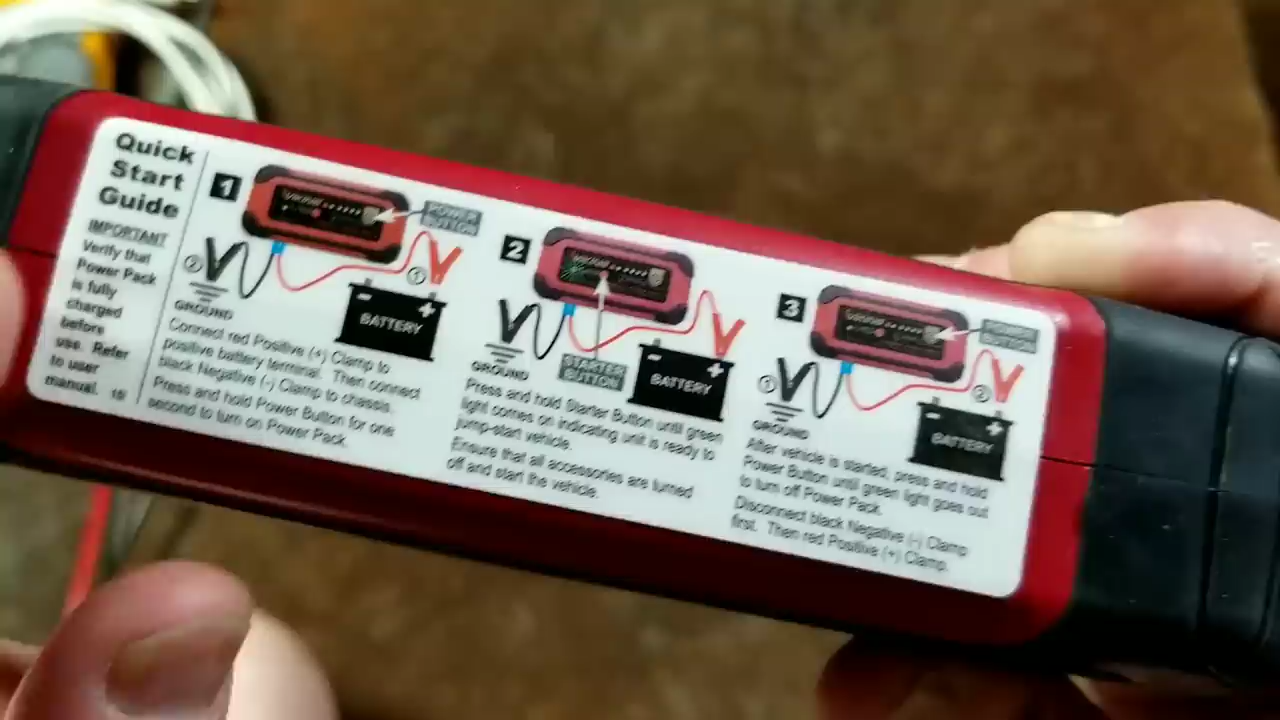 Quick
Start
Guide
IMPORTANT
Verify that
Power Pack
is fully
charged
before
use. Refer
to user
manual.
1
POWER
BUTTON
2
1
GROUND
BATTERY
Connect red Positive (+) Clamp to
positive battery terminal. Then connect
black Negative (-) Clamp to chassis.
Press and hold Power Button for one
second to turn on Power Pack.
2
GROUND
STARTER
BUTTON
BATTERY
Press and hold Starter Button until green
light comes on indicating unit is ready to
jump-start vehicle.
Ensure that all accessories are turned
off and start the vehicle.
3
POWER
BUTTON
1
2
GROUND
BATTERY
After vehicle is started, press and hold
Power Button until green light goes out
to turn off Power Pack.
Disconnect black Negative (-) Clamp
first. Then red Positive (+) Clamp.